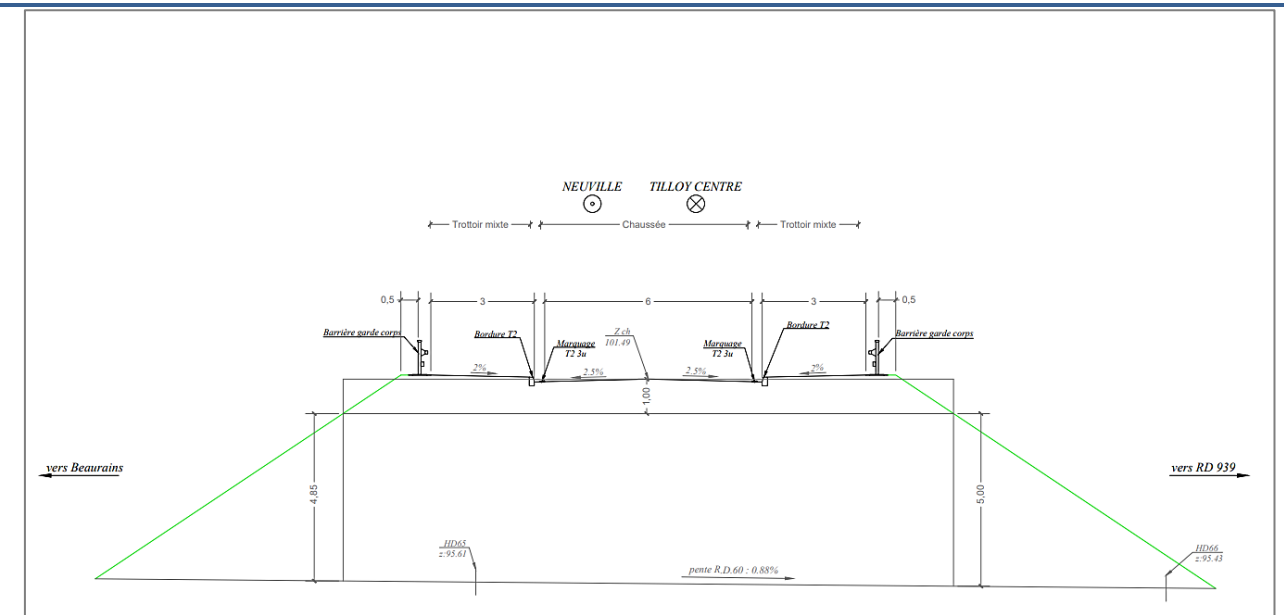 NEUVILLE TILLOY CENTRE
Trottoir mixte Chaussée Trottoir mixte
0,5 3 6 3 0,5
Barrière garde corps
Bordure T2
Marquage
T2 3u
Z ch
101.49
Marquage
T2 3u
Bordure T2
Barrière garde corps
2% 2.5% 2.5% 2%
1,00
vers Beaurains
vers RD 939
4,85
5,00
HD65
z:95.61
HD66
z:95.43
pente R.D.60 : 0.88%